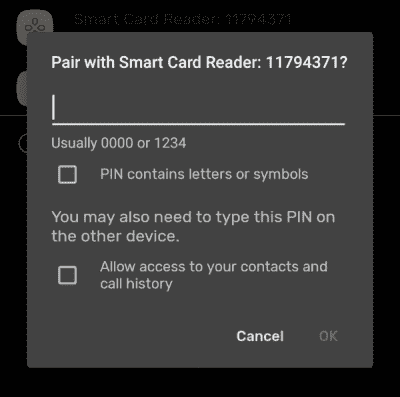 Smart Card Reader: 11794371
Pair with Smart Card Reader: 11794371?
Usually 0000 or 1234
PIN contains letters or symbols
You may also need to type this PIN on
the other device.
Allow access to your contacts and
call history
Cancel OK